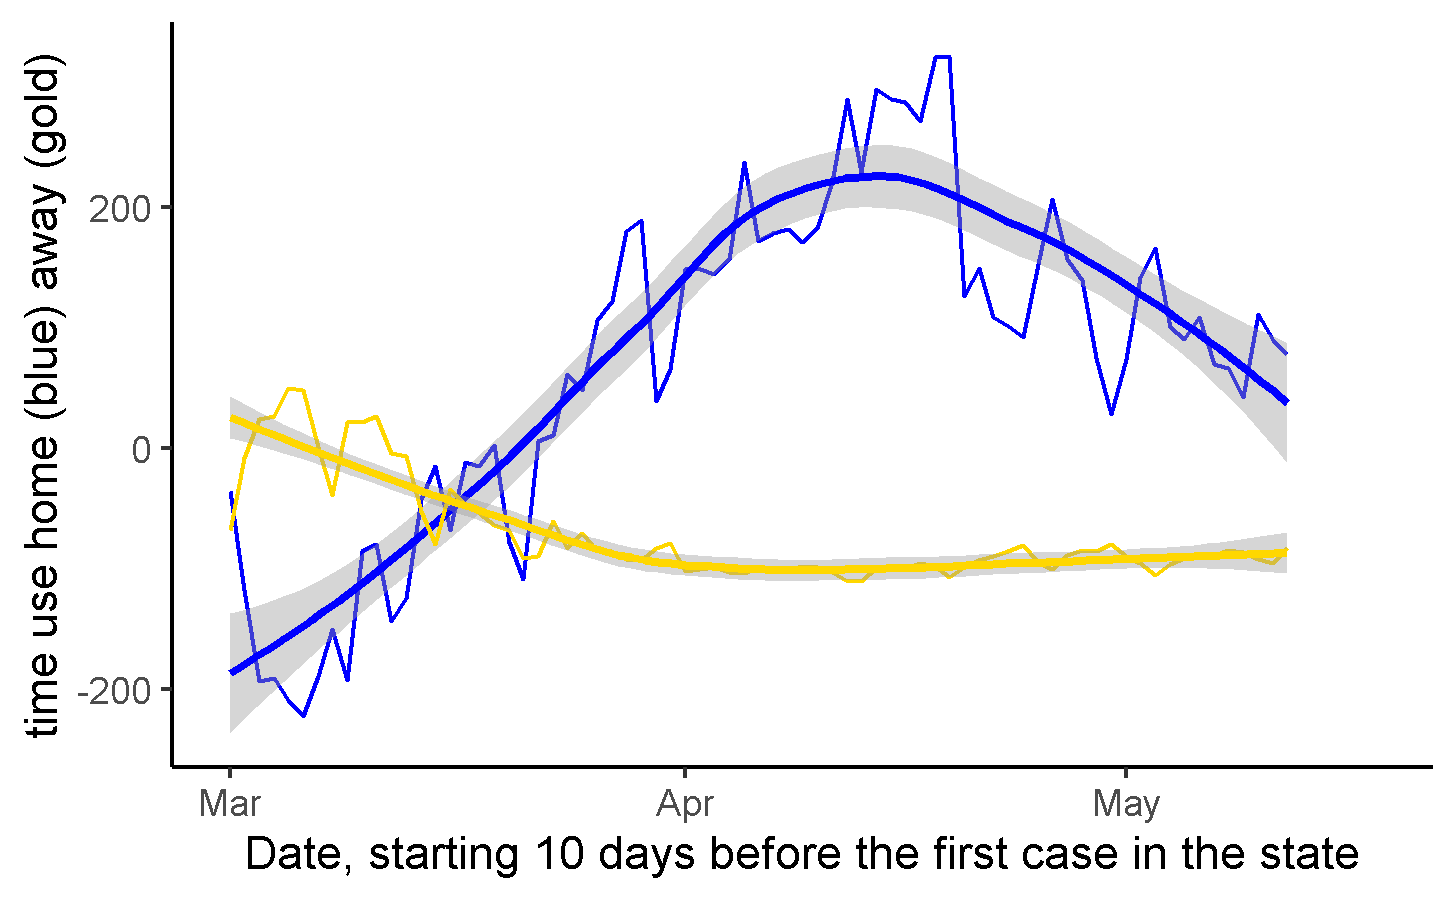 time use home (blue) away (gold)
200
0
-200
Mar
Apr
May
Date, starting 10 days before the first case in the state